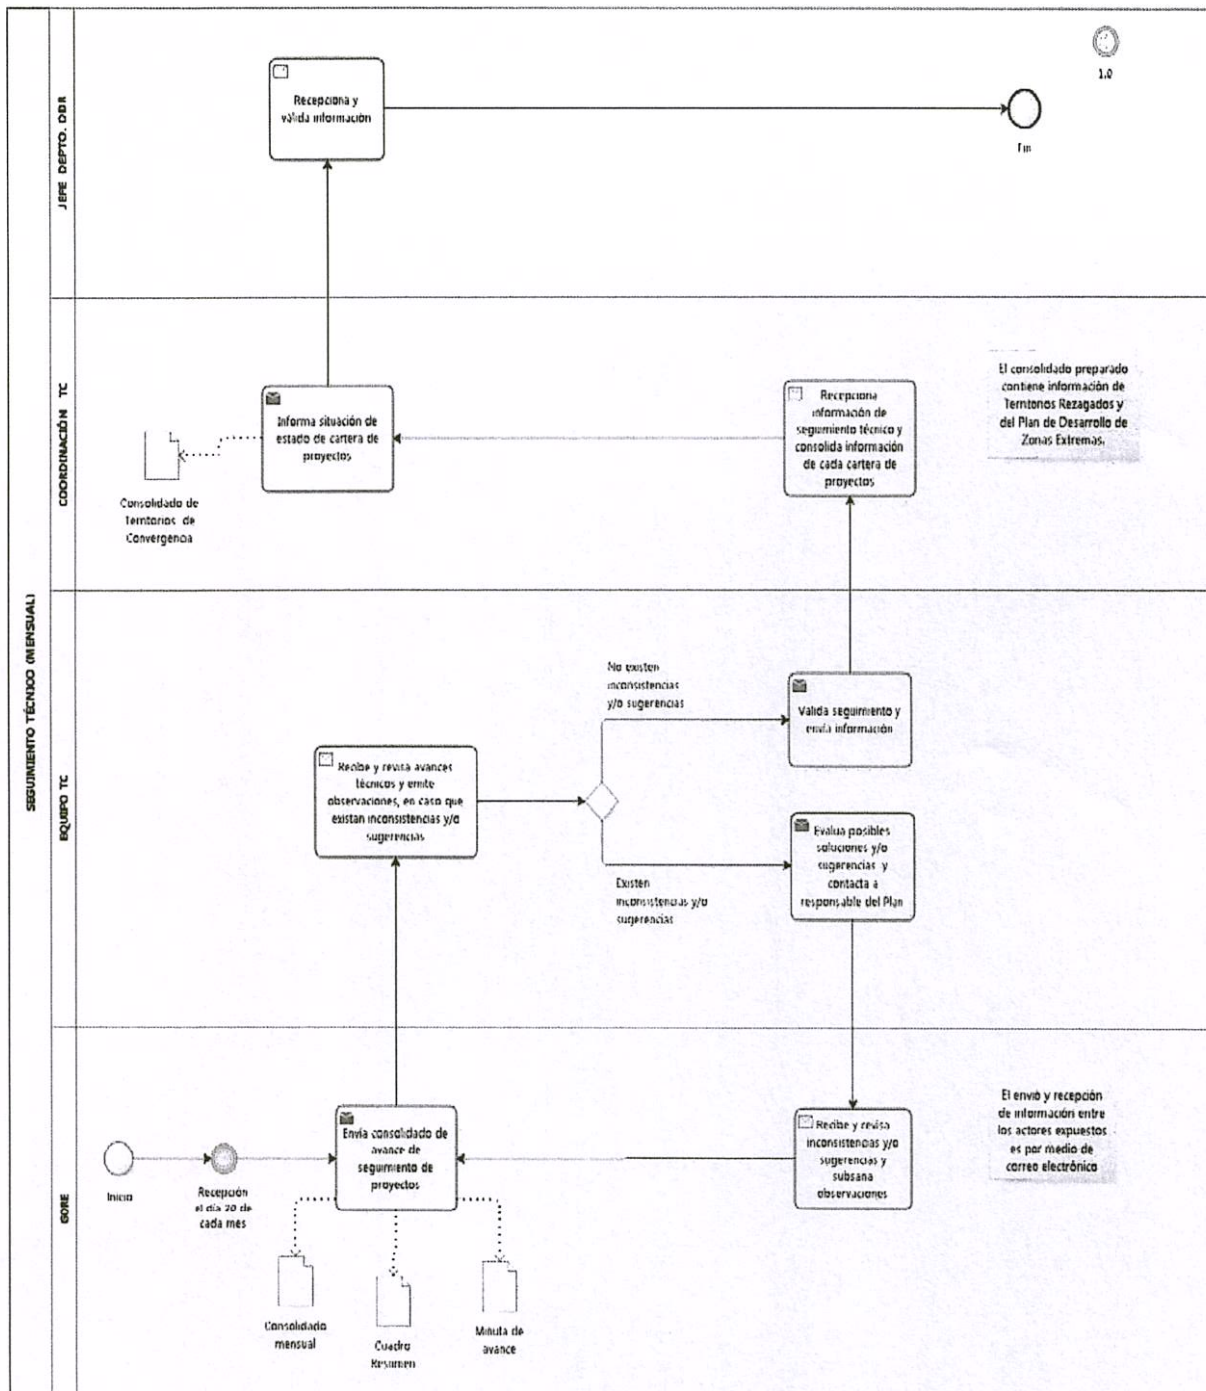 SEGUIMIENTO TÉCNICO (MENSUAL)
JEFE DEPTO. DDR
Recepciona y
válida información
1.0
Fin
COORDINACIÓN TC
Informa situación de
estado de cartera de
proyectos
Consolidado de
Territorios de
Convergencia
Recepciona
información de
seguimiento técnico y
consolida información
de cada cartera de
proyectos
El consolidado preparado
contiene información de
Territorios Rezagados y
del Plan de Desarrollo de
Zonas Extremas.
EQUIPO TC
Recibe y revisa avances
técnicos y emite
observaciones, en caso que
existan inconsistencias y/o
sugerencias
No existen
inconsistencias
y/o sugerencias
Valida seguimiento y
envía información
Existen
inconsistencias y/o
sugerencias
Evalua posibles
soluciones y/o
sugerencias y
contacta a
responsable del Plan
GORE
Inicio
Recepción
el día 20 de
cada mes
Envía consolidado de
avance de
seguimiento de
proyectos
Consolidado
mensual
Cuadro
Resumen
Minuta de
avance
Recibe y revisa
inconsistencias y/o
sugerencias y
subsana
observaciones
El envió y recepción
de información entre
los actores expuestos
es por medio de
correo electrónico